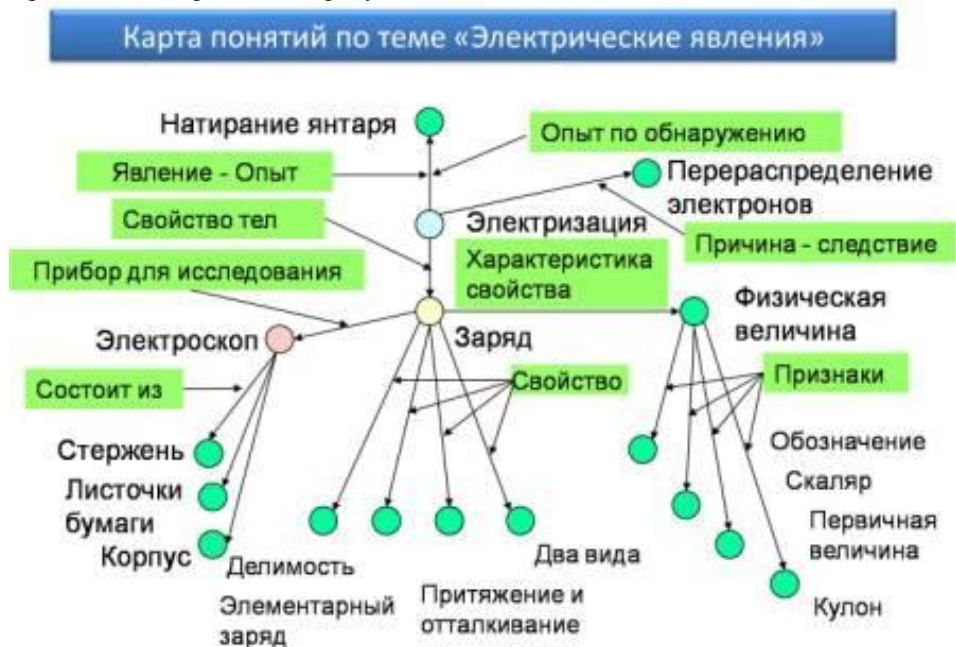 Карта понятий по теме «Электрические явления»
Натирание янтаря
Опыт по обнаружению
Явление - Опыт
Перераспределение
электронов
Свойство тел
Электризация
Причина - следствие
Прибор для исследования
Характеристика
свойства
Физическая
величина
Электроскоп
Заряд
Состоит из
Свойство
Признаки
Стержень
Обозначение
Листочки
бумаги
Скаляр
Корпус
Делимость
Два вида
Первичная
величина
Элементарный
заряд
Притяжение и
отталкивание
Кулон